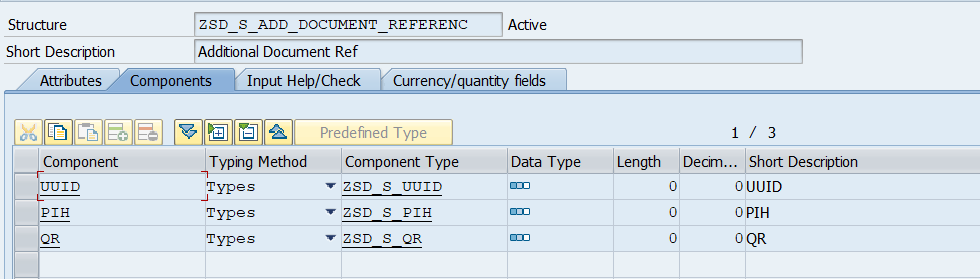 Structure ZSD_S_ADD_DOCUMENT_REFERENC Active
Short Description Additional Document Ref
Attributes Components Input Help/Check Currency/quantity fields
Predefined Type 1 / 3
Component Typing Method Component Type Data Type Length Decim... Short Description
UUID Types ZSD_S_UUID 0 0 UUID
PIH Types ZSD_S_PIH 0 0 PIH
QR Types ZSD_S_QR 0 0 QR